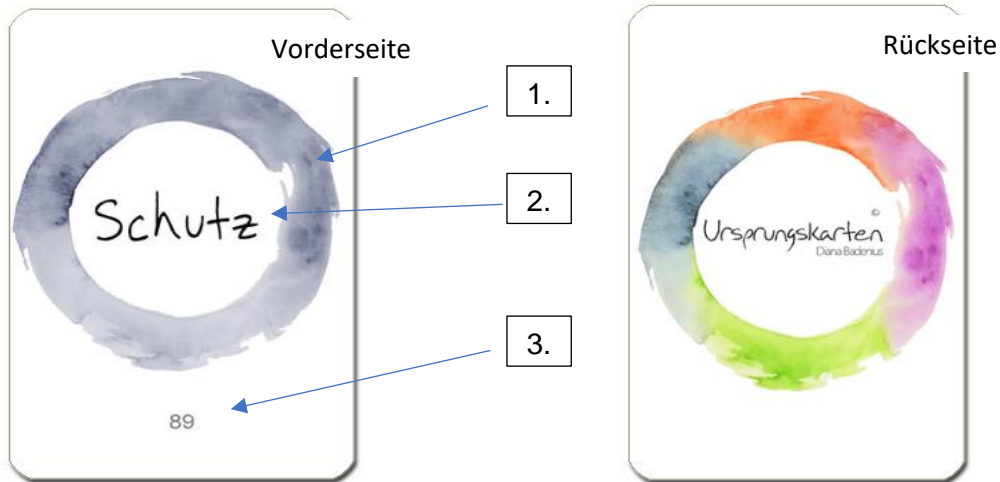 Vorderseite
1.
2.
Schutz
3.
89
Rückseite
©
Ursprungskarten
Diana Badenius